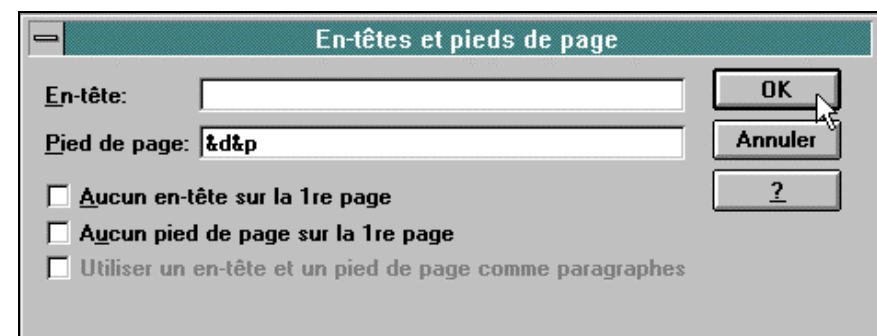 En-têtes et pieds de page
En-tête:
OK
Pied de page: &d&p
Annuler
Aucun en-tête sur la 1re page
?
Aucun pied de page sur la 1re page
Utiliser un en-tête et un pied de page comme paragraphes